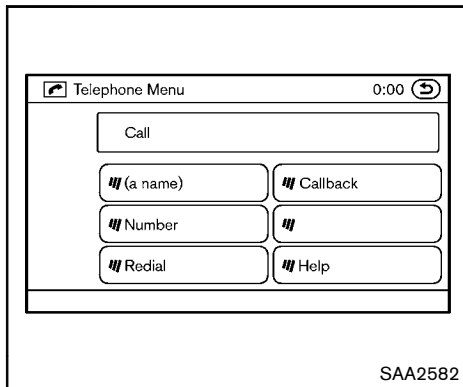 Telephone Menu 0:00
Call
(a name) Callback
Number
Redial Help
SAA2582